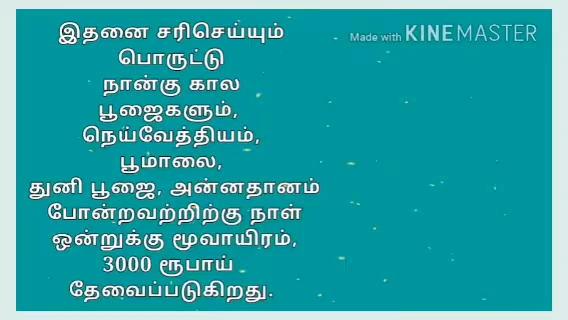 இதனை சரிசெய்யும்
பொருட்டு
நான்கு கால
பூஜைகளும்,
நெய்வேத்தியம்,
பூமாலை,
துனி பூஜை, அன்னதானம்
போன்றவற்றிற்கு நாள்
ஒன்றுக்கு மூவாயிரம்,
3000 ரூபாய்
தேவைப்படுகிறது.
Made with KINEMASTER